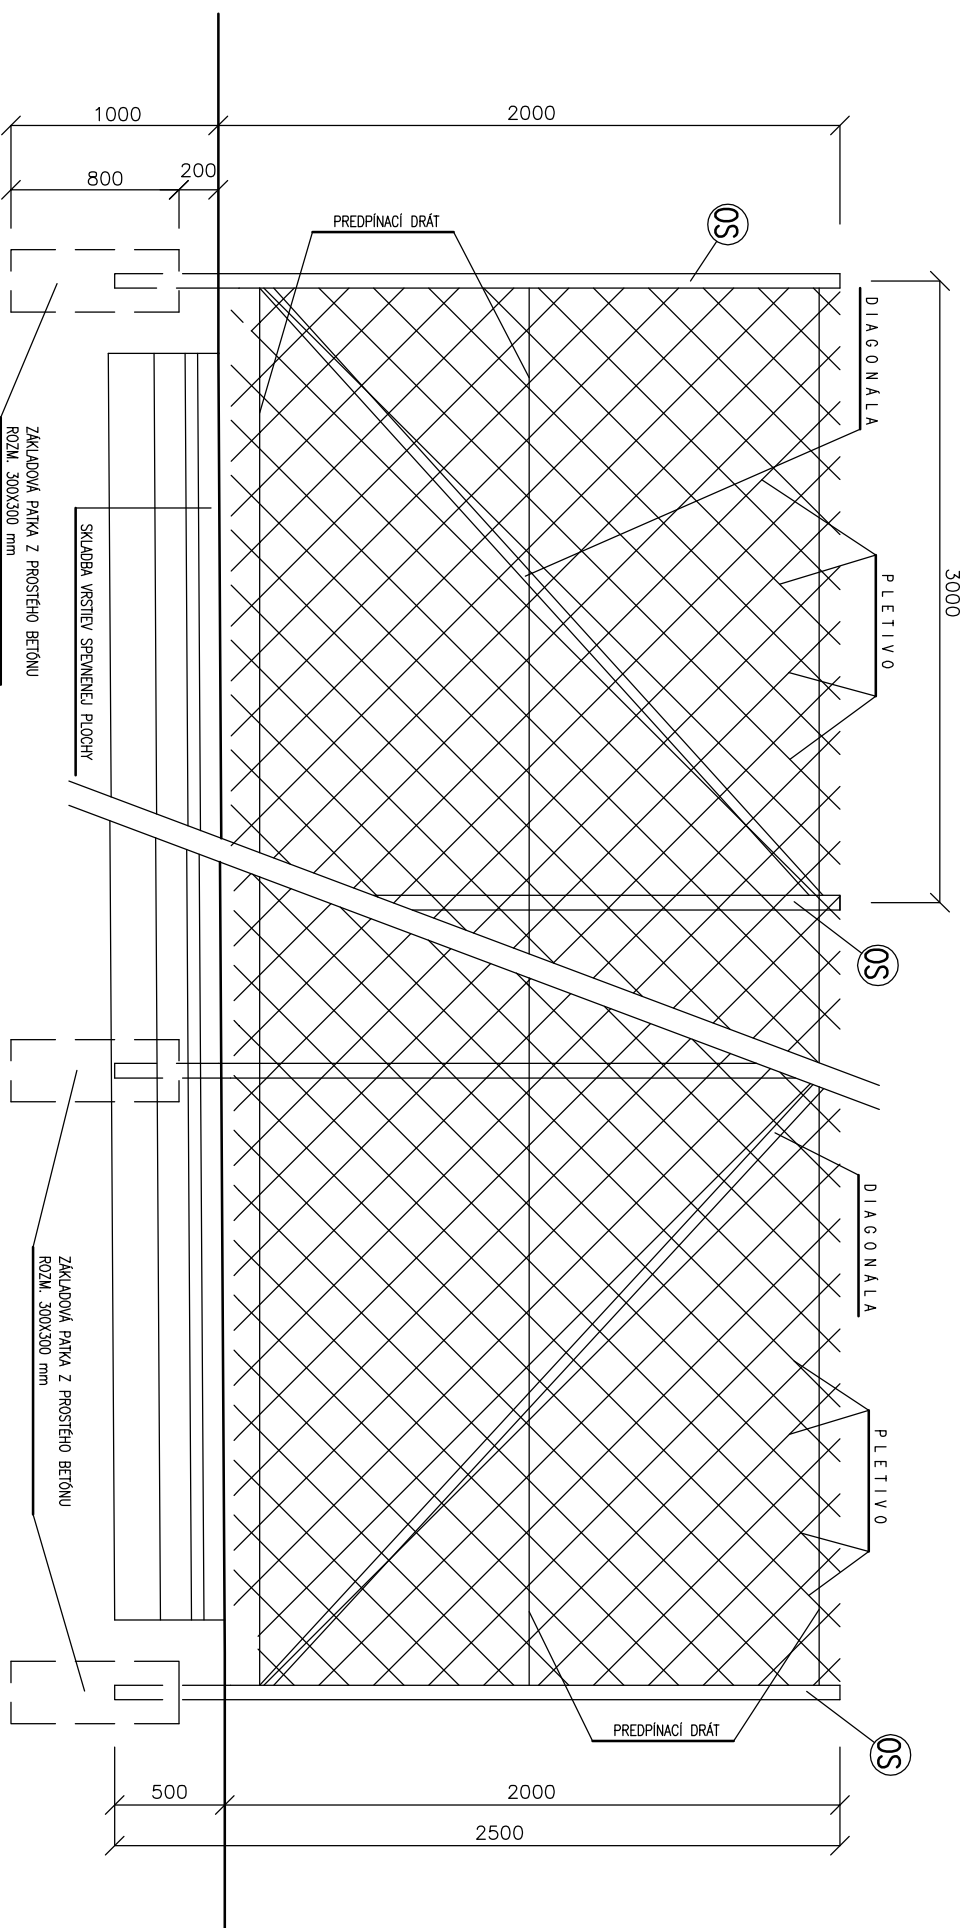 3000
DIAGONÁLA
PLETIVO
OS
OS
DIAGONÁLA
PLETIVO
OS
2000
PREDPÍNACÍ DRÁT
PREDPÍNACÍ DRÁT
2000
2500
1000
200
800
500
SKLADBA VRSTIEV SPEVNENEJ PLOCHY
ZÁKLADOVÁ PATKA Z PROSTÉHO BETÓNU
ROZM. 300X300 mm
ZÁKLADOVÁ PATKA Z PROSTÉHO BETÓNU
ROZM. 300X300 mm